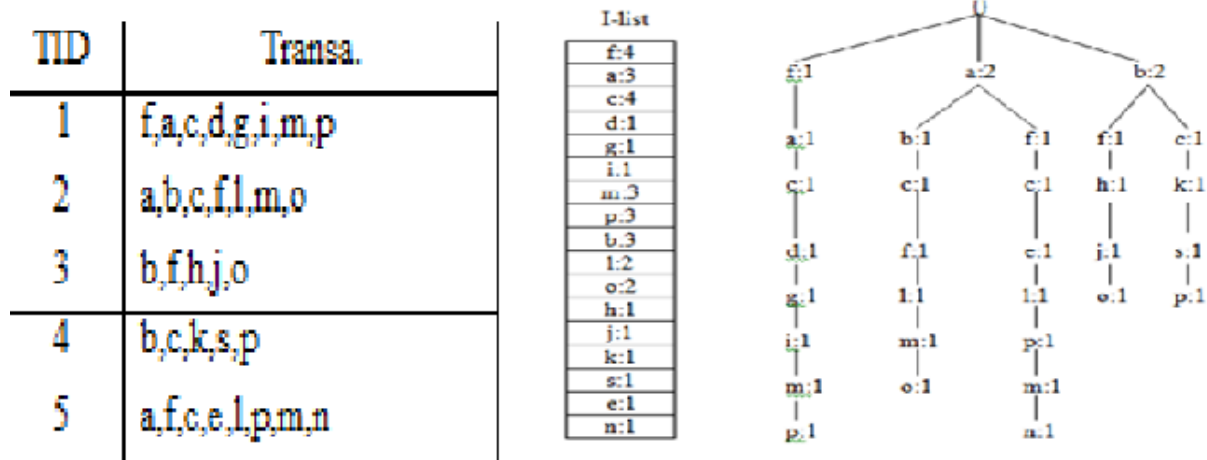 TID Transa.
1 f,a,c,d,g,i,m,p
2 a,b,c,f,l,m,o
3 b,f,h,j,o
4 b,c,k,s,p
5 a,f,c,e,l,p,m,n
I-list
f:4
a:3
c:4
d:1
g:1
i:1
m:3
p:3
b:3
l:2
o:2
h:1
j:1
k:1
s:1
e:1
n:1
()
f:1 a:2 b:2
a:1 b:1 f:1 f:1 c:1
c:1 c:1 c:1 h:1 k:1
d:1 f:1 e:1 j:1 s:1
g:1 l:1 l:1 o:1 p:1
i:1 m:1 p:1
m:1 o:1 m:1
p:1 n:1